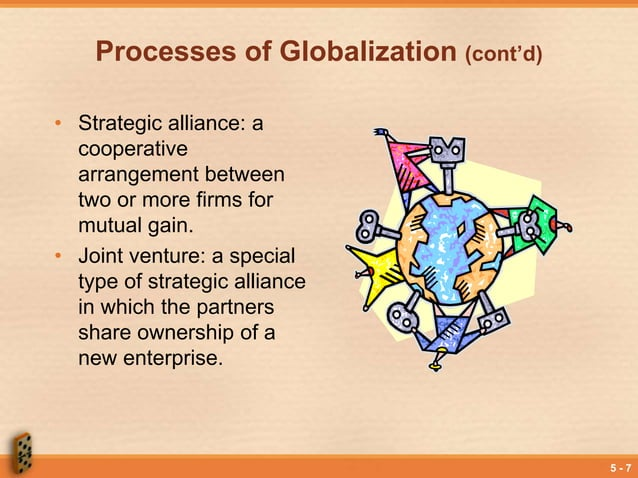 Processes of Globalization (cont’d)
• Strategic alliance: a
cooperative
arrangement between
two or more firms for
mutual gain.
• Joint venture: a special
type of strategic alliance
in which the partners
share ownership of a
new enterprise.
5 - 7